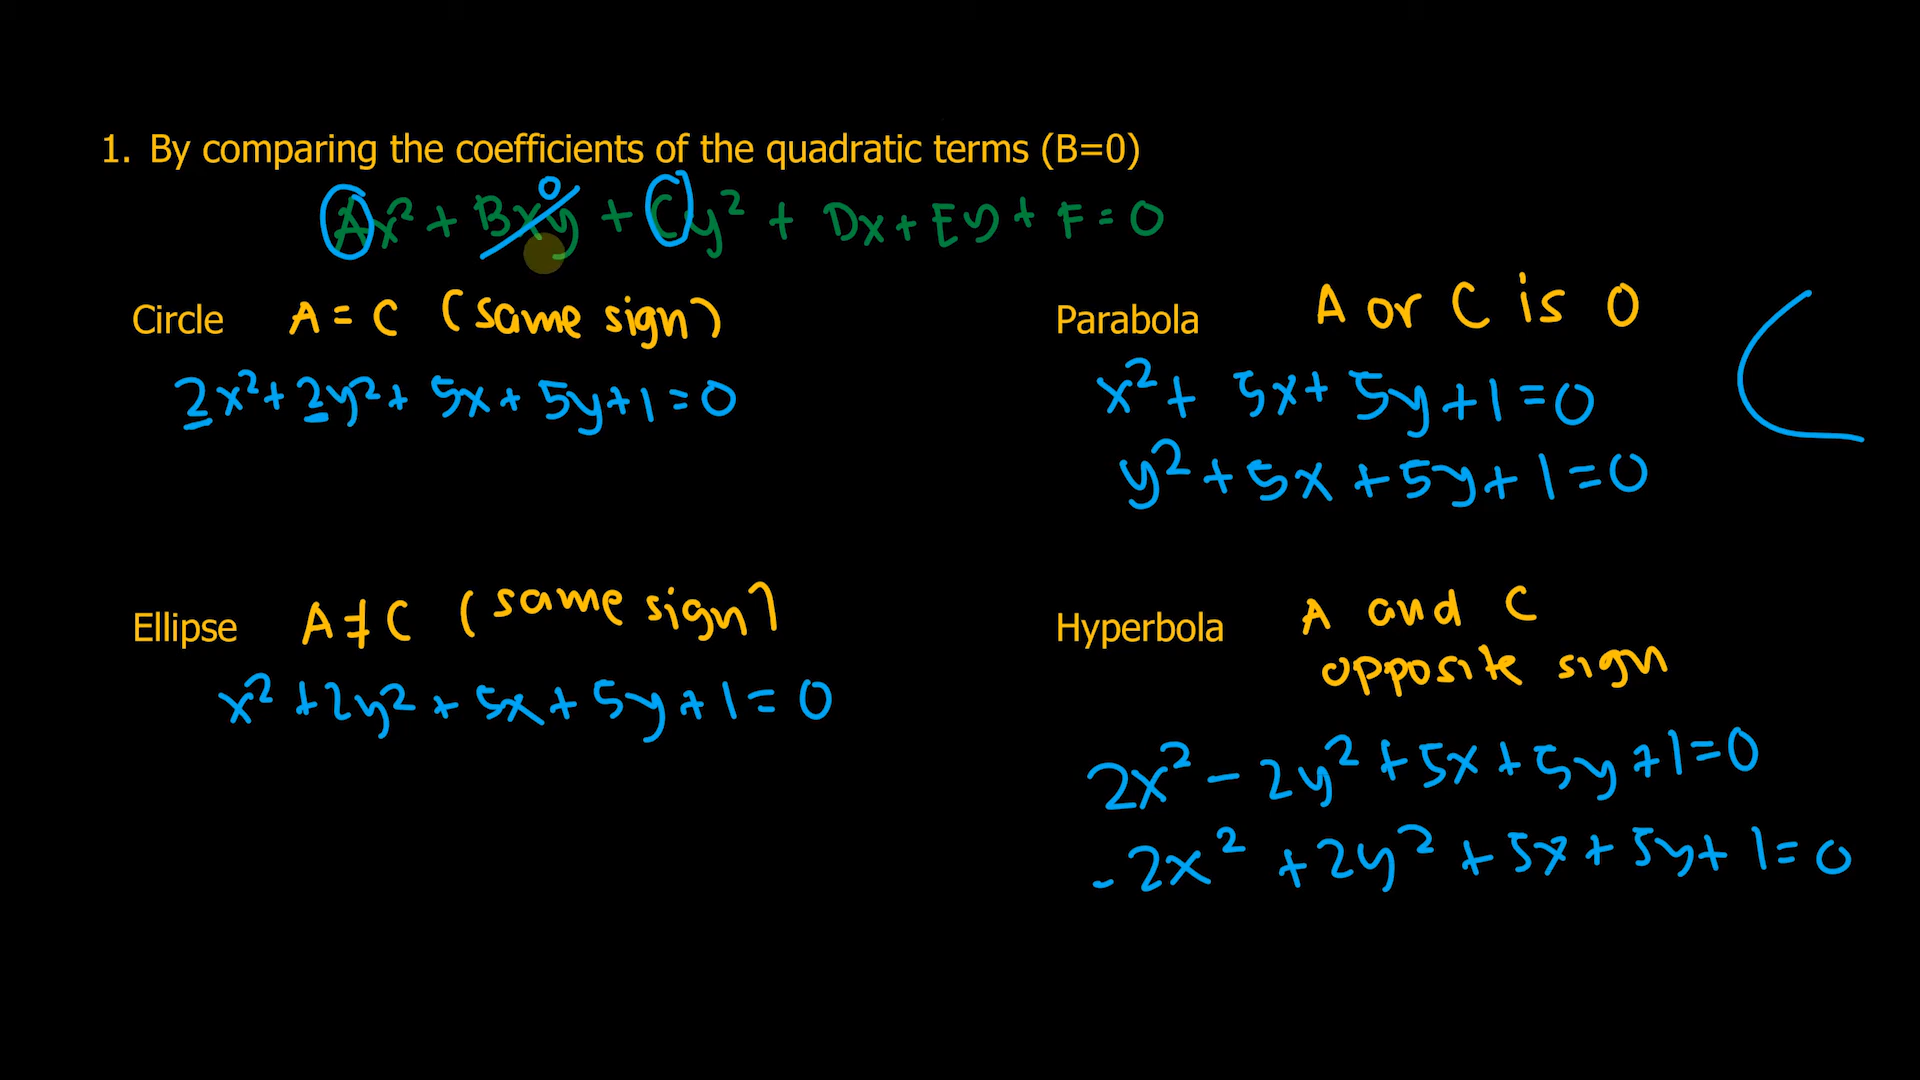 1. By comparing the coefficients of the quadratic terms (B=0)
0
Ax² + Bxy + Cy² + Dx + Ey + F = 0
Circle A = C (same sign)
2x² + 2y² + 5x + 5y + 1 = 0
Parabola A or C is 0
x² + 5x + 5y + 1 = 0
y² + 5x + 5y + 1 = 0
Ellipse A ≠ C (same sign)
x² + 2y² + 5x + 5y + 1 = 0
Hyperbola A and C
opposite sign
2x² - 2y² + 5x + 5y + 1 = 0
-2x² + 2y² + 5x + 5y + 1 = 0